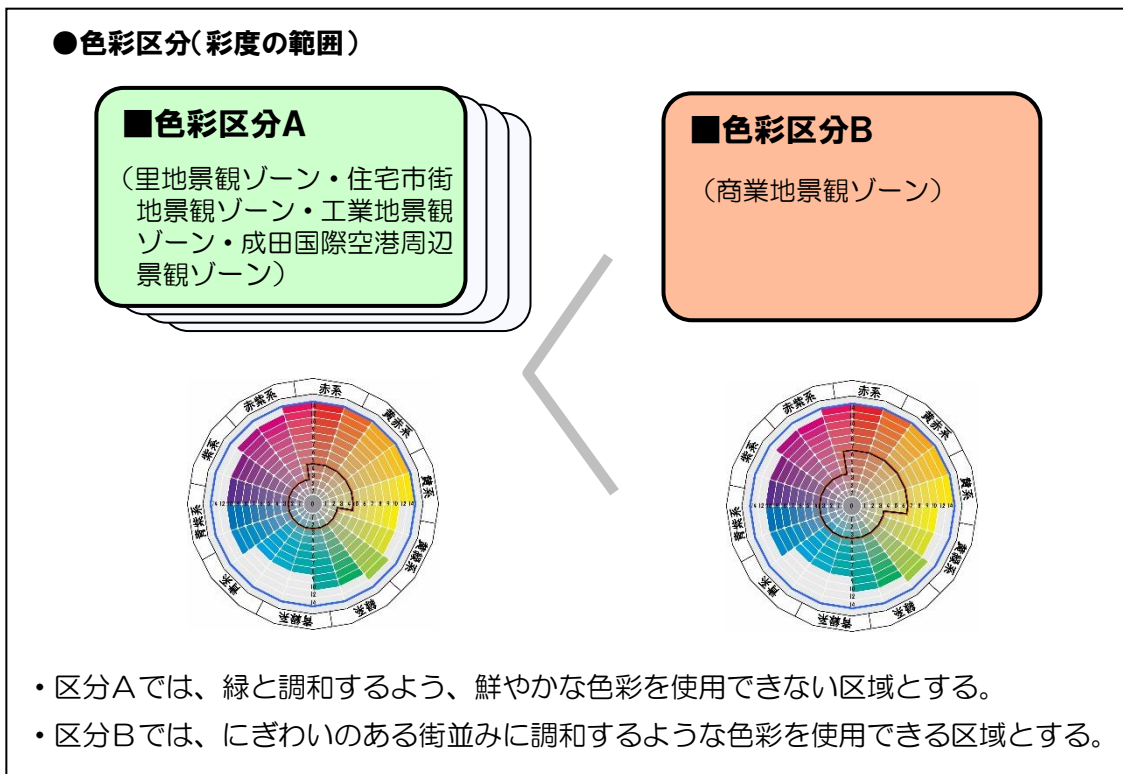 ●色彩区分(彩度の範囲)
■色彩区分A
(里地景観ゾーン・住宅市街
地景観ゾーン・工業地景観
ゾーン・成田国際空港周辺
景観ゾーン)
■色彩区分B
(商業地景観ゾーン)
赤系
黄赤系
黄系
黄緑系
緑系
青緑系
青系
青紫系
紫系
赤紫系
赤系
黄赤系
黄系
黄緑系
緑系
青緑系
青系
青紫系
紫系
赤紫系
・区分Aでは、緑と調和するよう、鮮やかな色彩を使用できない区域とする。
・区分Bでは、にぎわいのある街並みに調和するような色彩を使用できる区域とする。